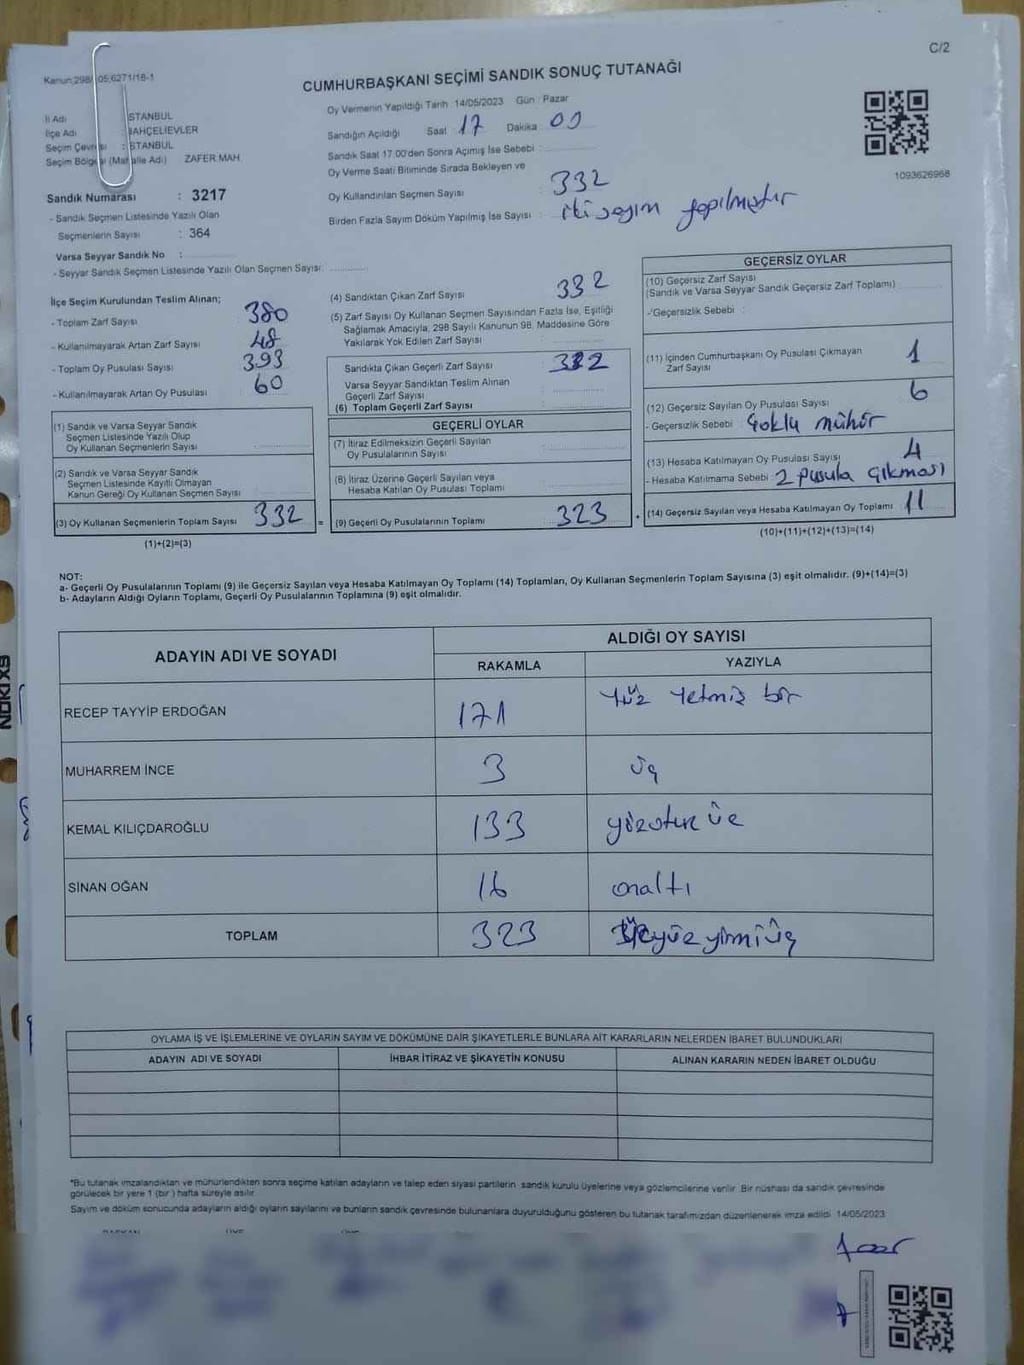 C/2
Kanun:298/ 05:6271/18-1
CUMHURBAŞKANI SEÇİMİ SANDIK SONUÇ TUTANAĞI
İl Adı İSTANBUL
İlçe Adı BAHÇELİEVLER
Seçim Çevresi : İSTANBUL
Seçim Bölgesi (Mahalle Adı) ZAFER MAH
Oy Vermenin Yapıldığı Tarih :14/05/2023 Gün : Pazar
Sandığın Açıldığı Saat 17 Dakika 00
Sandık Saat 17.00'den Sonra Açımış İse Sebebi :
Oy Verme Saati Bitiminde Sırada Bekleyen ve
Oy Kullandırılan Seçmen Sayısı : 332
Birden Fazla Sayım Döküm Yapılmış İse Sayısı : iki sayım yapılmıştır
1093626968
Sandık Numarası : 3217
- Sandık Seçmen Listesinde Yazılı Olan
Seçmenlerin Sayısı : 364
Varsa Seyyar Sandık No :
- Seyyar Sandık Seçmen Listesinde Yazılı Olan Seçmen Sayısı:
İlçe Seçim Kurulundan Teslim Alınan;
- Toplam Zarf Sayısı 380
- Kullanılmayarak Artan Zarf Sayısı 48
- Toplam Oy Pusulası Sayısı 393
- Kullanılmayarak Artan Oy Pusulası 60
(1) Sandık ve Varsa Seyyar Sandık
Seçmen Listesinde Yazılı Olup
Oy Kullanan Seçmenlerin Sayısı
(2) Sandık ve Varsa Seyyar Sandık
Seçmen Listesinde Kayıtlı Olmayan
Kanun Gereği Oy Kullanan Seçmen Sayısı
(3) Oy Kullanan Seçmenlerin Toplam Sayısı 332 =
(1)+(2)=(3)
(4) Sandıktan Çıkan Zarf Sayısı 332
(5) Zarf Sayısı Oy Kullanan Seçmen Sayısından Fazla İse, Eşitliği
Sağlamak Amacıyla, 298 Sayılı Kanunun 98. Maddesine Göre
Yakılarak Yok Edilen Zarf Sayısı
Sandıkta Çıkan Geçerli Zarf Sayısı 332
Varsa Seyyar Sandıktan Teslim Alınan
Geçerli Zarf Sayısı
(6) Toplam Geçerli Zarf Sayısı
GEÇERLİ OYLAR
(7) İtiraz Edilmeksizin Geçerli Sayılan
Oy Pusulalarının Sayısı
(8) İtiraz Üzerine Geçerli Sayılan veya
Hesaba Katılan Oy Pusulası Toplamı
(9) Geçerli Oy Pusulalarının Toplamı 323
GEÇERSİZ OYLAR
(10) Geçersiz Zarf Sayısı
(Sandık ve Varsa Seyyar Sandık Geçersiz Zarf Toplamı)
- Geçersizlik Sebebi :
(11) İçinden Cumhurbaşkanı Oy Pusulası Çıkmayan
Zarf Sayısı 1
(12) Geçersiz Sayılan Oy Pusulası Sayısı 6
- Geçersizlik Sebebi Çoklu mühür
(13) Hesaba Katılmayan Oy Pusulası Sayısı 4
- Hesaba Katılmama Sebebi : 2 pusula çıkması
(14) Geçersiz Sayılan veya Hesaba Katılmayan Oy Toplamı 11
(10)+(11)+(12)+(13)=(14)
NOT:
a- Geçerli Oy Pusulalarının Toplamı (9) ile Geçersiz Sayılan veya Hesaba Katılmayan Oy Toplamı (14) Toplamları, Oy Kullanan Seçmenlerin Toplam Sayısına (3) eşit olmalıdır. (9)+(14)=(3)
b- Adayların Aldığı Oyların Toplamı, Geçerli Oy Pusulalarının Toplamına (9) eşit olmalıdır.
ADAYIN ADI VE SOYADI
ALDIĞI OY SAYISI
RAKAMLA YAZIYLA
RECEP TAYYİP ERDOĞAN 171 Yüz Yetmiş bir
MUHARREM İNCE 3 üç
KEMAL KILIÇDAROĞLU 133 yüzotuz üç
SİNAN OĞAN 16 onaltı
TOPLAM 323 üçyüzyirmiüç
OYLAMA İŞ VE İŞLEMLERİNE VE OYLARIN SAYIM VE DÖKÜMÜNE DAİR ŞİKAYETLERLE BUNLARA AİT KARARLARIN NELERDEN İBARET BULUNDUKLARI
ADAYIN ADI VE SOYADI İHBAR İTİRAZ VE ŞİKAYETİN KONUSU ALINAN KARARIN NEDEN İBARET OLDUĞU
*Bu tutanak imzalandıktan ve mühürlendikten sonra seçime katılan adayların ve talep eden siyasi partilerin sandık kurulu üyelerine veya gözlemcilerine verilir. Bir nüshası da sandık çevresinde
görülecek bir yere 1 (bir ) hafta süreyle asılır
Sayım ve döküm sonucunda adayların aldığı oyların sayılarını ve bunların sandık çevresinde bulunanlara duyurulduğunu gösteren bu tutanak tarafımızdan düzenlenerek imza edildi. 14/05/2023
NOKIA X6